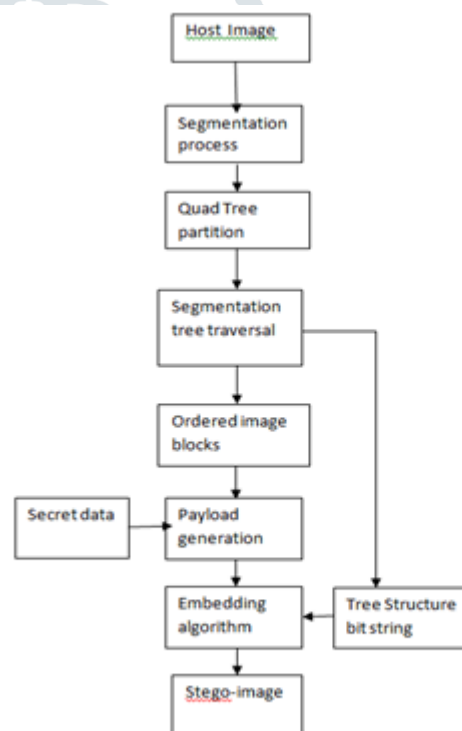 Host Image
Segmentation
process
Quad Tree
partition
Segmentation
tree traversal
Ordered image
blocks
Secret data
Payload
generation
Embedding
algorithm
Tree Structure
bit string
Stego-image